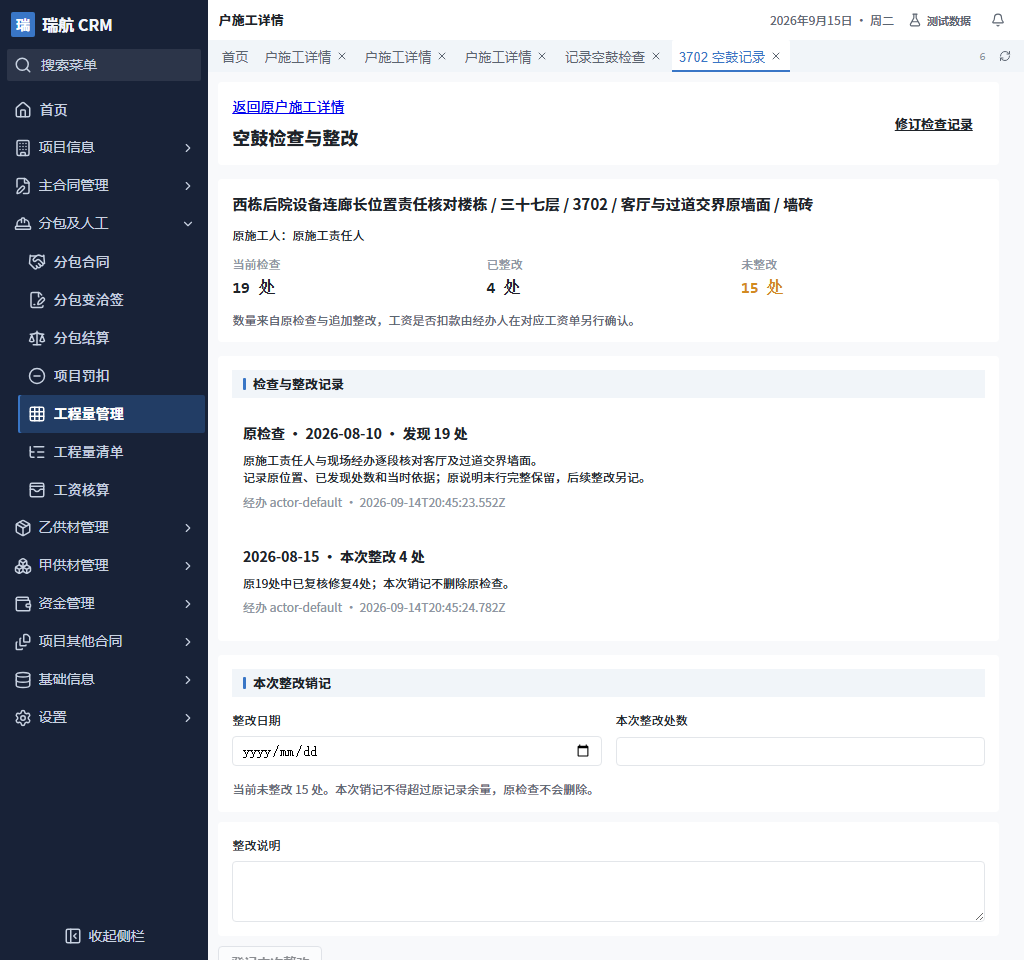 瑞 瑞航 CRM
搜索菜单
首页
项目信息
主合同管理
分包及人工
分包合同
分包变洽签
分包结算
项目罚扣
工程量管理
工程量清单
工资核算
乙供材管理
甲供材管理
资金管理
项目其他合同
基础信息
设置
收起侧栏
户施工详情
2026年9月15日 · 周二 测试数据
首页 户施工详情 户施工详情 户施工详情 记录空鼓检查 3702 空鼓记录 6
返回原户施工详情
空鼓检查与整改
修订检查记录
西栋后院设备连廊长位置责任核对楼栋 / 三十七层 / 3702 / 客厅与过道交界原墙面 / 墙砖
原施工人：原施工责任人
当前检查 已整改 未整改
19 处 4 处 15 处
数量来自原检查与追加整改，工资是否扣款由经办人在对应工资单另行确认。
检查与整改记录
原检查 · 2026-08-10 · 发现 19 处
原施工责任人与现场经办逐段核对客厅及过道交界墙面。
记录原位置、已发现处数和当时依据；原说明末行完整保留，后续整改另记。
经办 actor-default · 2026-09-14T20:45:23.552Z
2026-08-15 · 本次整改 4 处
原19处中已复核修复4处；本次销记不删除原检查。
经办 actor-default · 2026-09-14T20:45:24.782Z
本次整改销记
整改日期 本次整改处数
yyyy/mm/dd
当前未整改 15 处。本次销记不得超过原记录余量，原检查不会删除。
整改说明
登记本次整改